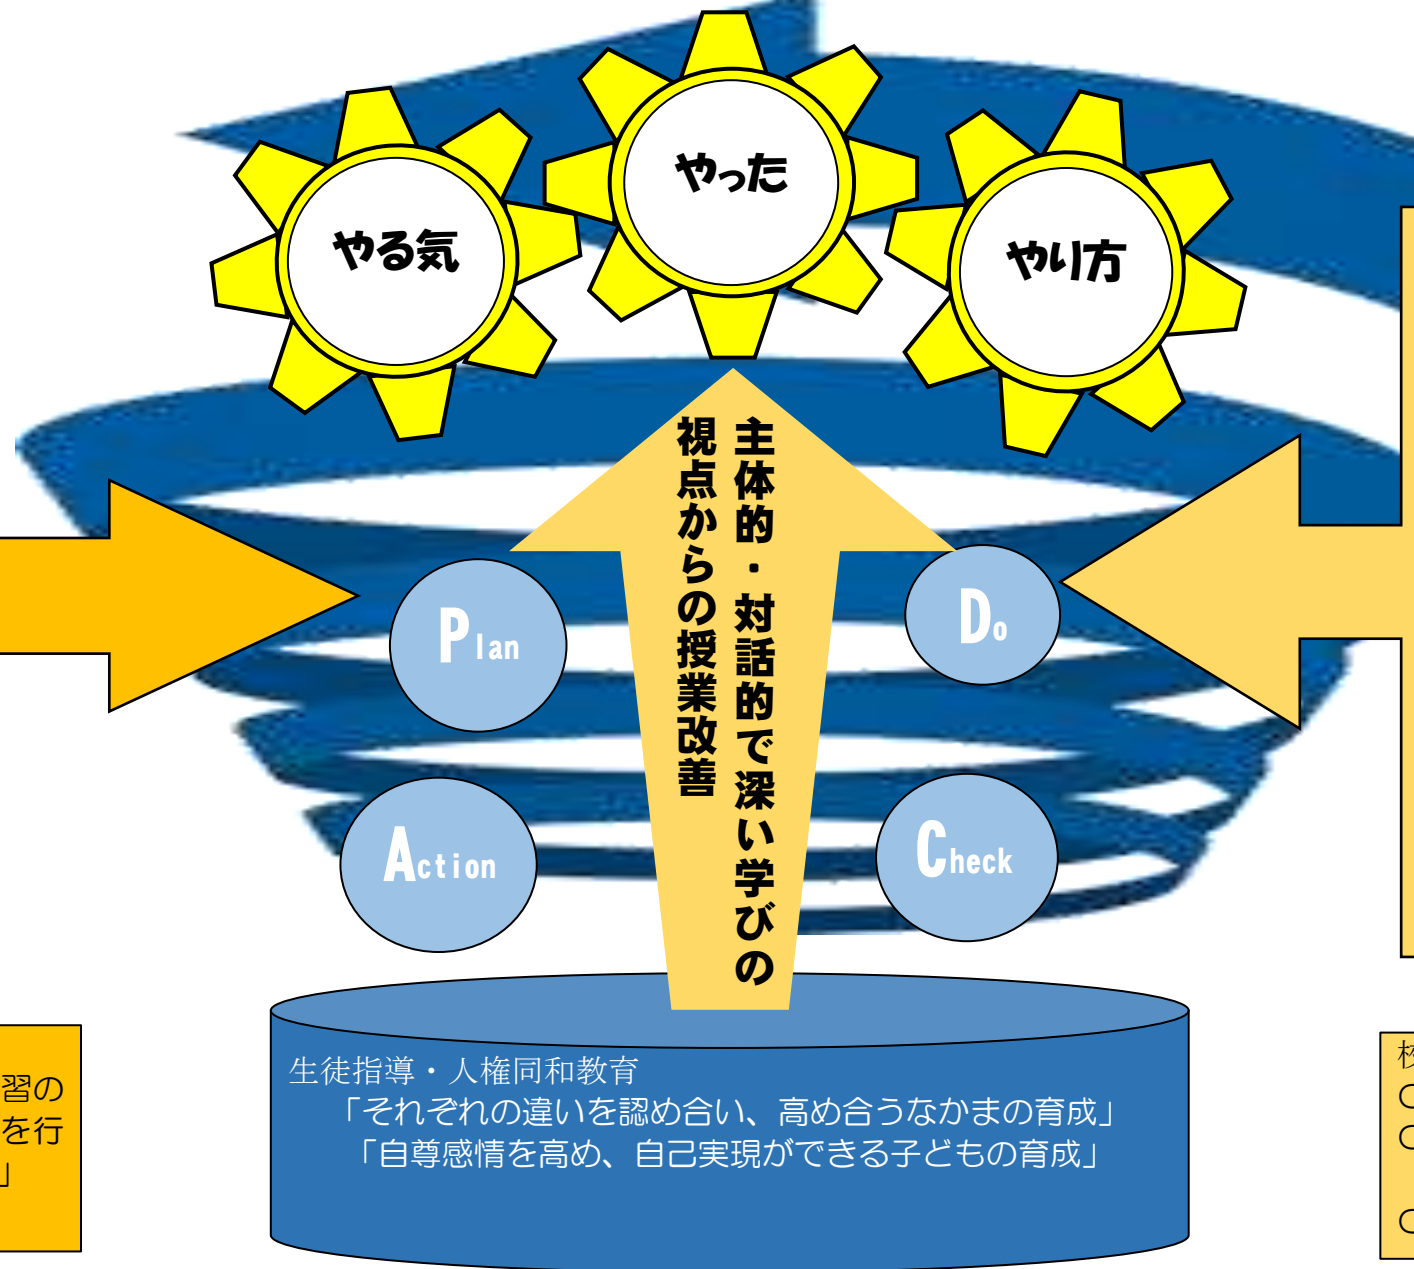 やった
やる気
やり方
主体的・対話的で深い学びの
視点からの授業改善
Plan
Do
Action
Check
生徒指導・人権同和教育
「それぞれの違いを認め合い、高め合うなかまの育成」
「自尊感情を高め、自己実現ができる子どもの育成」
習の
を行
」
校
○
○
○